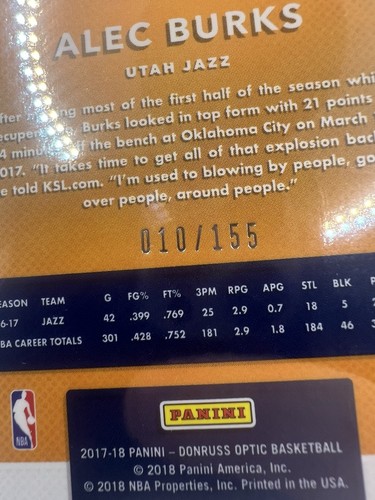 ALEC BURKS
UTAH JAZZ
most of the first half of the season
Burks looked in top form with 21 points
off the bench at Oklahoma City on March
2017. "It takes time to get all of that explosion
told KSL.com. "I'm used to blowing by people,
over people, around people."
010/155
TEAM G FG% FT% 3PM RPG APG STL BLK
JAZZ 42 .399 .769 25 2.9 0.7 18 5
CAREER TOTALS 301 .428 .752 181 2.9 1.8 184 46
NBA
PANINI
2017-18 PANINI – DONRUSS OPTIC BASKETBALL
© 2018 Panini America, Inc.
© 2018 NBA Properties, Inc. Printed in the USA.